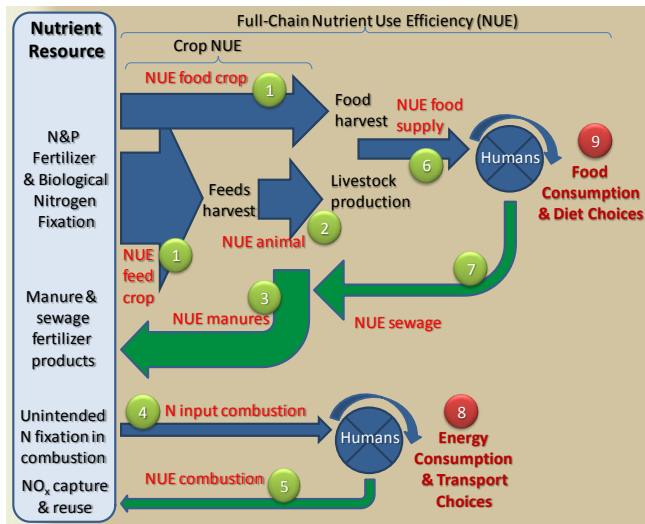 Nutrient
Resource
Full-Chain Nutrient Use Efficiency (NUE)
Crop NUE
NUE food crop
1
Food
harvest
NUE food
supply
6
Humans
9
Food
Consumption
& Diet Choices
N&P
Fertilizer
& Biological
Nitrogen
Fixation
Feeds
harvest
Livestock
production
2
NUE animal
1
NUE
feed
crop
7
Manure &
sewage
fertilizer
products
3
NUE manures
NUE sewage
Unintended
N fixation in
combustion
4
N input combustion
Humans
8
Energy
Consumption
& Transport
Choices
NOx capture
& reuse
NUE combustion
5